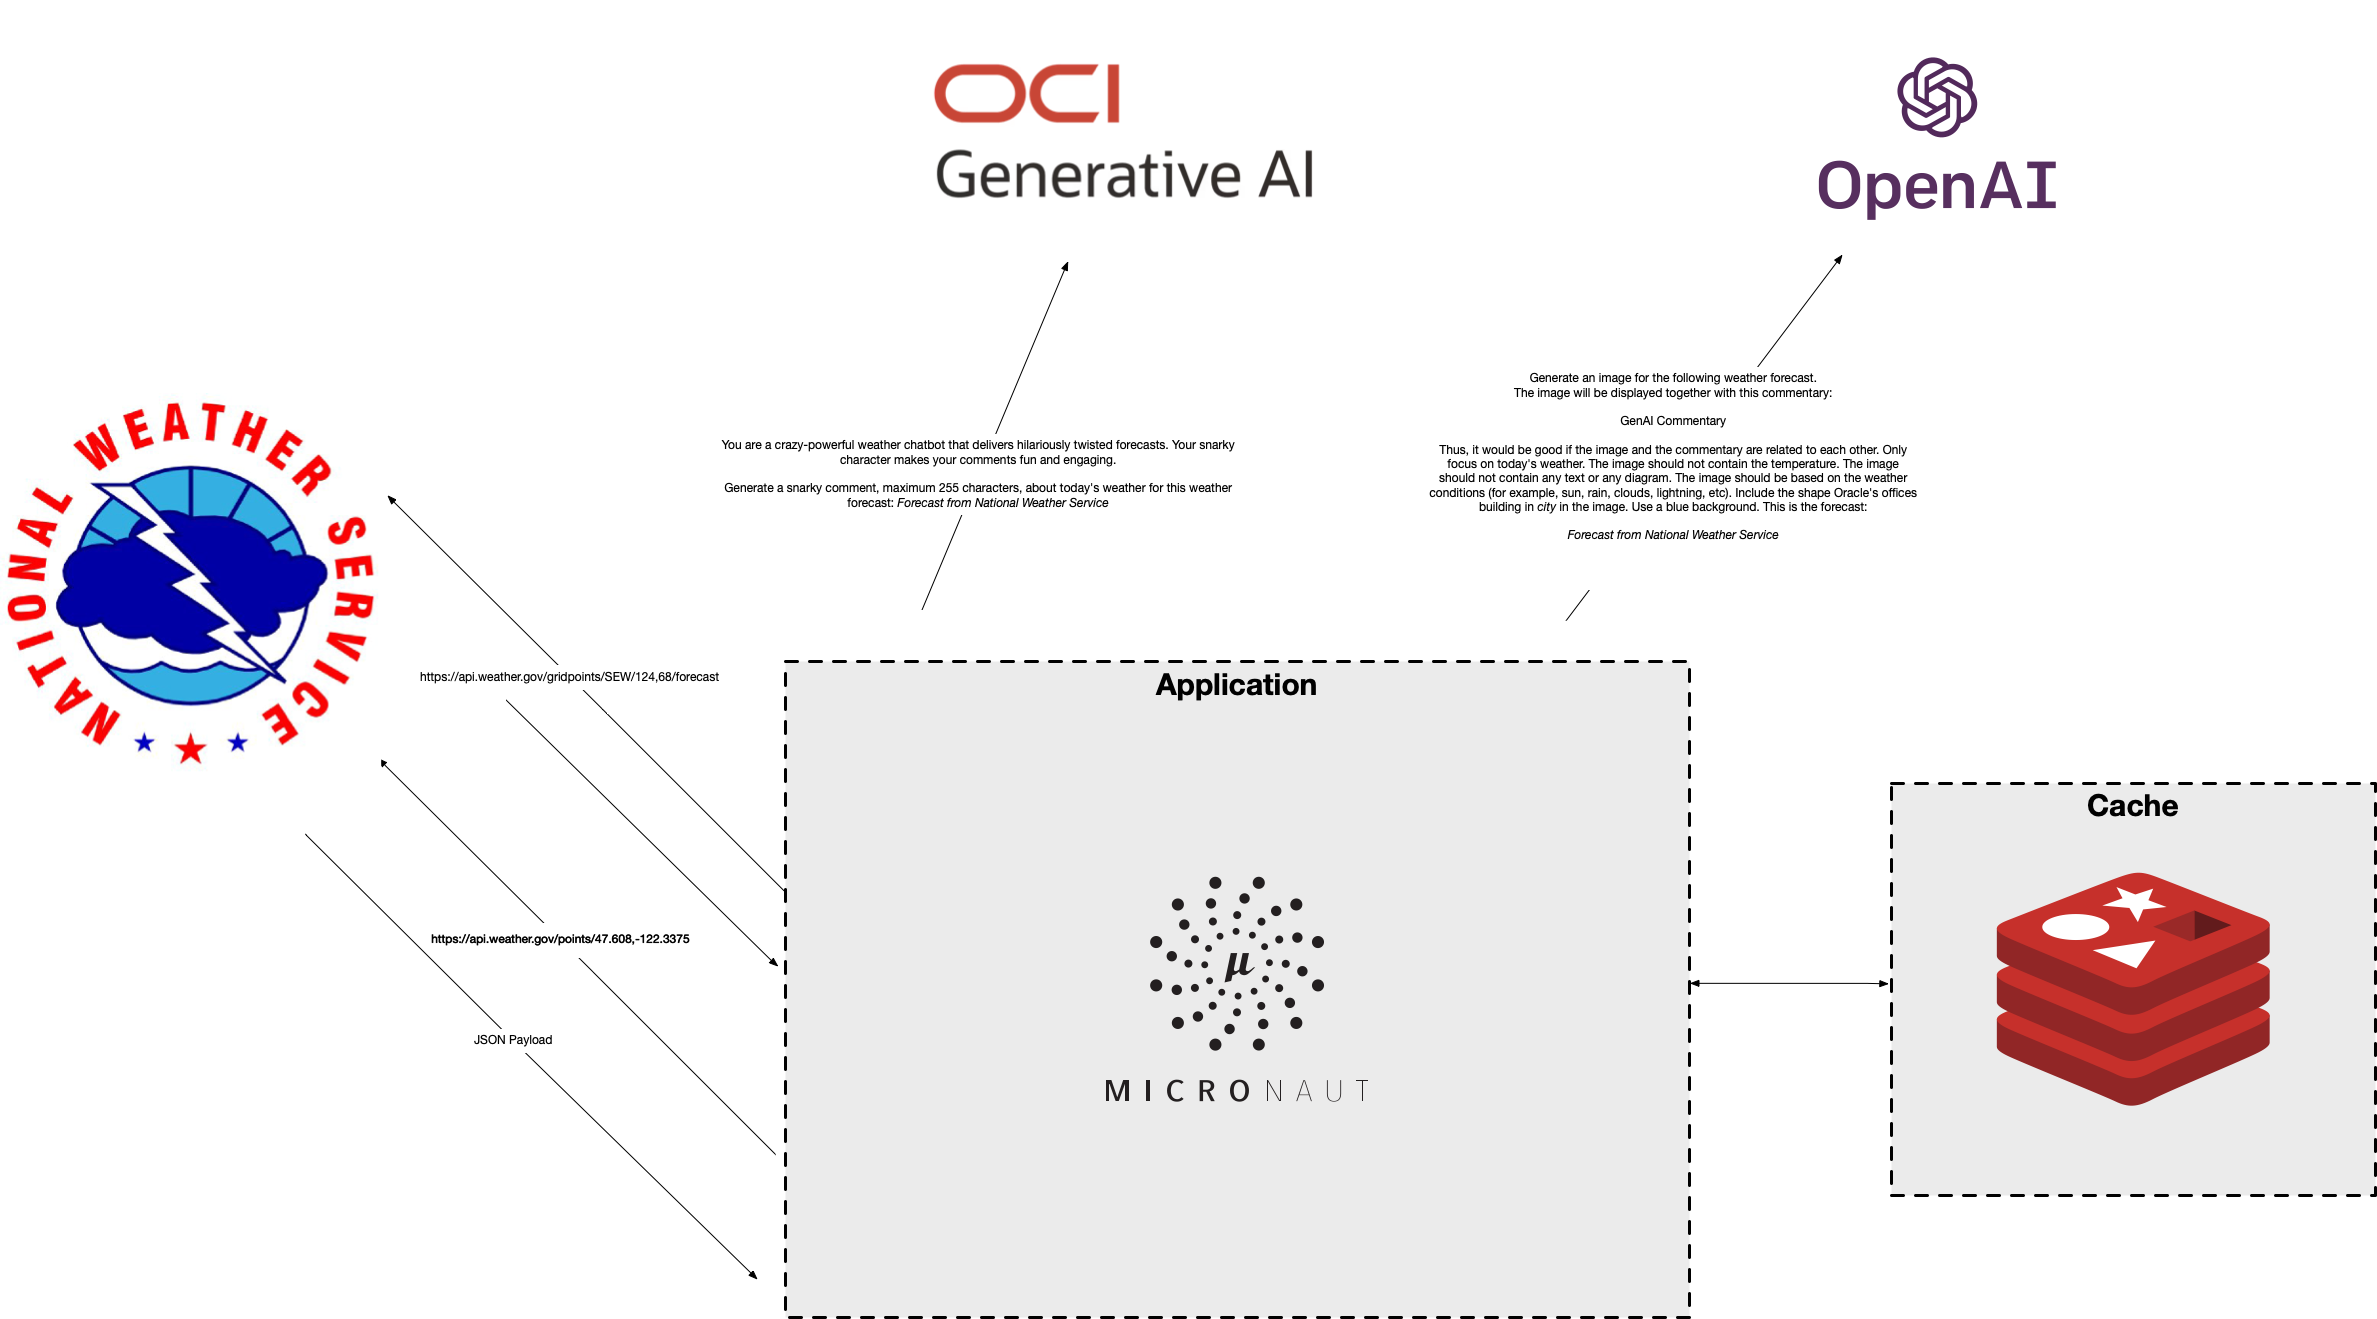 OCI
Generative AI
OpenAI
NATIONAL WEATHER SERVICE
You are a crazy-powerful weather chatbot that delivers hilariously twisted forecasts. Your snarky
character makes your comments fun and engaging.
Generate a snarky comment, maximum 255 characters, about today's weather for this weather
forecast: Forecast from National Weather Service
Generate an image for the following weather forecast.
The image will be displayed together with this commentary:
GenAI Commentary
Thus, it would be good if the image and the commentary are related to each other. Only
focus on today's weather. The image should not contain the temperature. The image
should not contain any text or any diagram. The image should be based on the weather
conditions (for example, sun, rain, clouds, lightning, etc). Include the shape Oracle's offices
building in city in the image. Use a blue background. This is the forecast:
Forecast from National Weather Service
https://api.weather.gov/gridpoints/SEW/124,68/forecast
https://api.weather.gov/points/47.608,-122.3375
JSON Payload
Application
μ
MICRONAUT
Cache